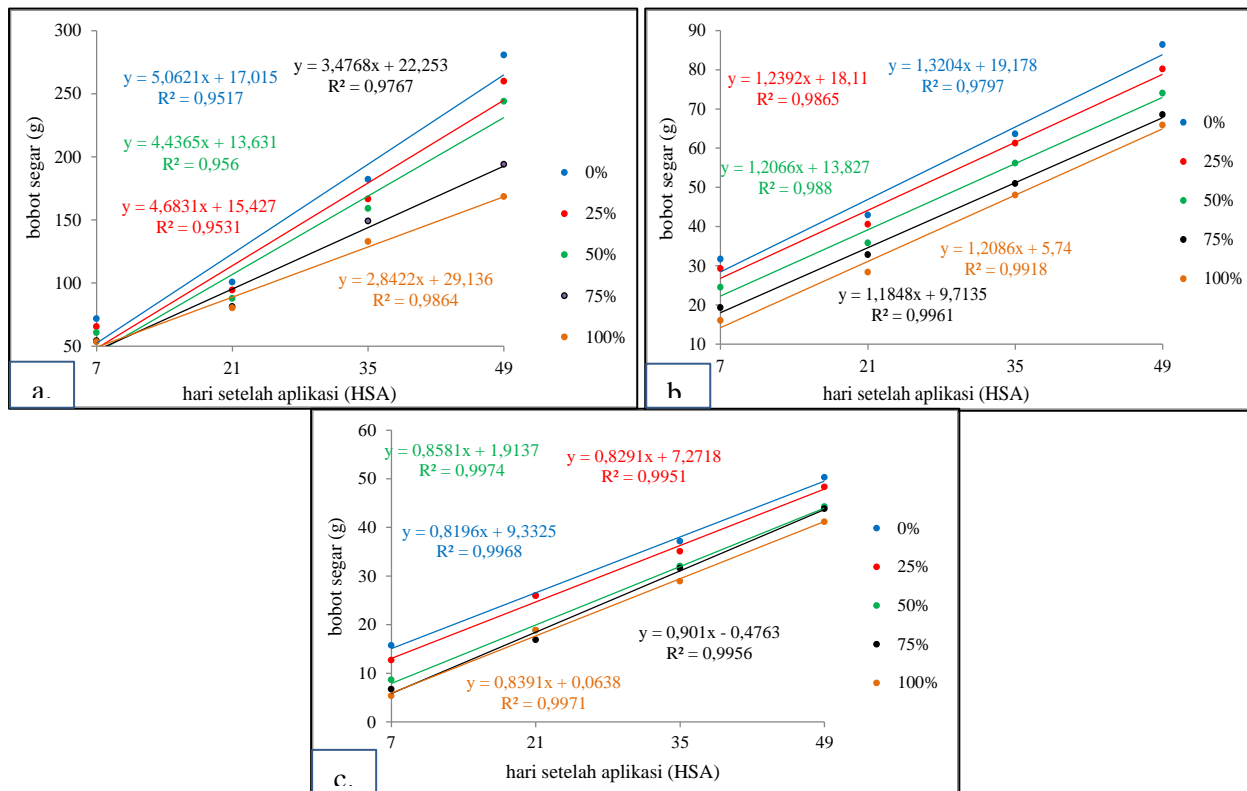 300
250
200
150
100
50
7
21
35
49
bobot segar (g)
hari setelah aplikasi (HSA)
y = 5,0621x + 17,015
R² = 0,9517
y = 3,4768x + 22,253
R² = 0,9767
y = 4,4365x + 13,631
R² = 0,956
y = 4,6831x + 15,427
R² = 0,9531
y = 2,8422x + 29,136
R² = 0,9864
0%
25%
50%
75%
100%
a.
90
80
70
60
50
40
30
20
10
7
21
35
49
bobot segar (g)
hari setelah aplikasi (HSA)
y = 1,2392x + 18,11
R² = 0,9865
y = 1,3204x + 19,178
R² = 0,9797
y = 1,2066x + 13,827
R² = 0,988
y = 1,2086x + 5,74
R² = 0,9918
y = 1,1848x + 9,7135
R² = 0,9961
0%
25%
50%
75%
100%
b
60
50
40
30
20
10
0
7
21
35
49
bobot segar (g)
hari setelah aplikasi (HSA)
y = 0,8581x + 1,9137
R² = 0,9974
y = 0,8291x + 7,2718
R² = 0,9951
y = 0,8196x + 9,3325
R² = 0,9968
y = 0,901x - 0,4763
R² = 0,9956
y = 0,8391x + 0,0638
R² = 0,9971
0%
25%
50%
75%
100%
c.